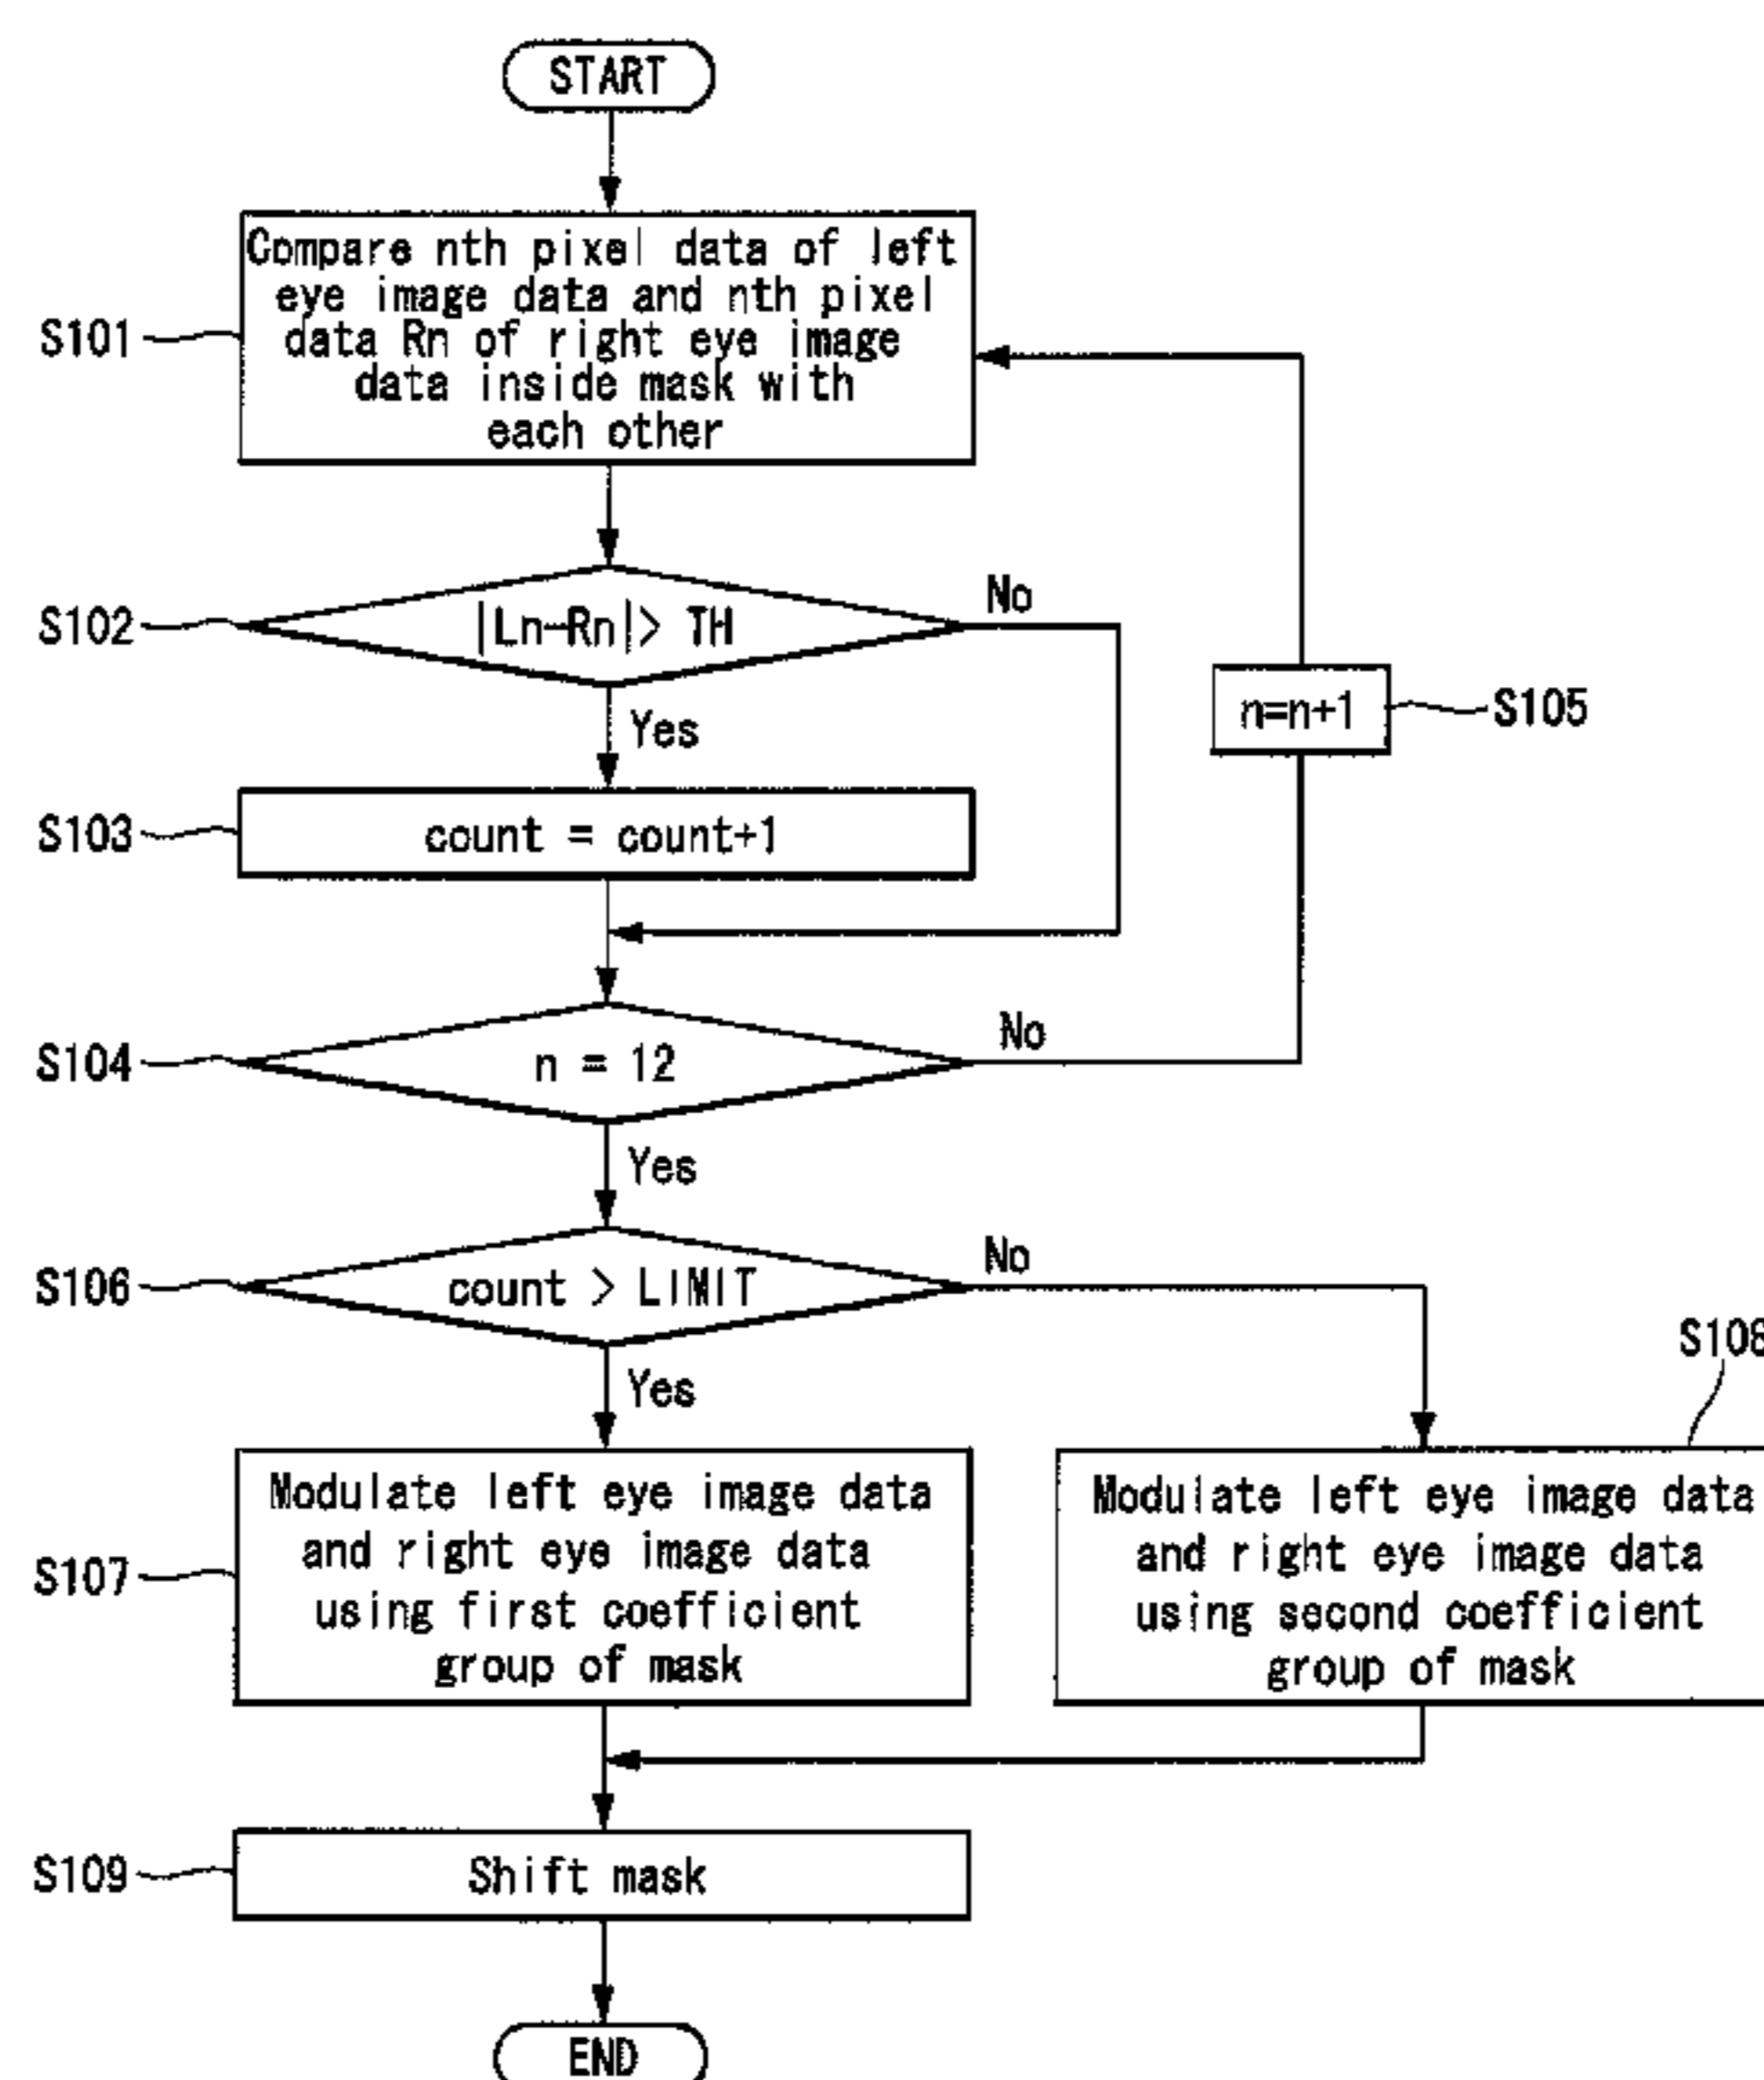 START
Compare nth pixel data of left
eye image data and nth pixel
data Rn of right eye image
data inside mask with
each other
S101
S102
|Ln-Rn|> TH
No
Yes
n=n+1
S105
S103
count = count+1
S104
n = 12
No
Yes
S106
count > LIMIT
No
Yes
S108
S107
Modulate left eye image data
and right eye image data
using first coefficient
group of mask
Modulate left eye image data
and right eye image data
using second coefficient
group of mask
S109
Shift mask
END